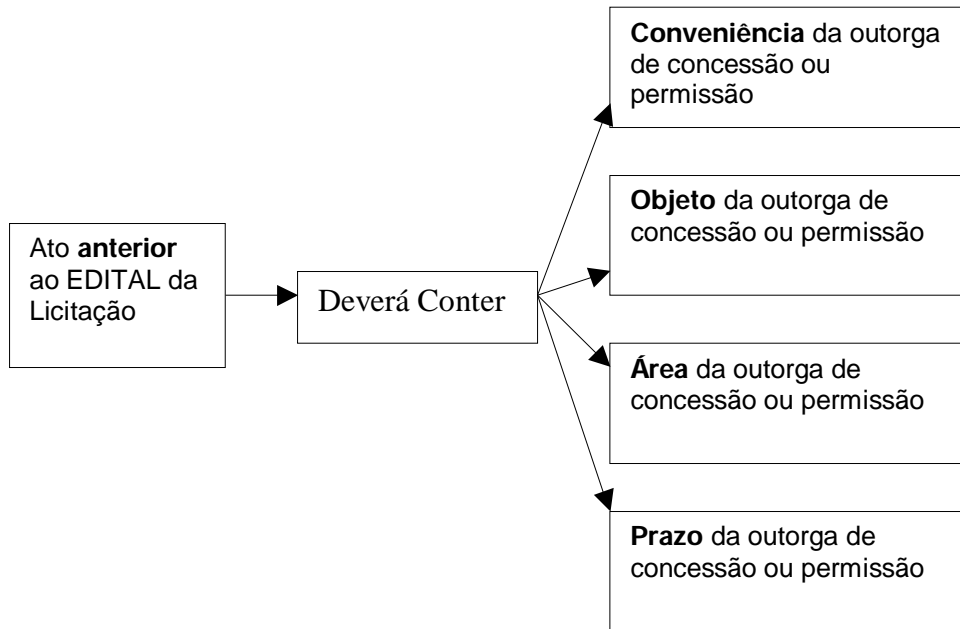 Ato anterior
ao EDITAL da
Licitação
Deverá Conter
Conveniência da outorga
de concessão ou
permissão
Objeto da outorga de
concessão ou permissão
Área da outorga de
concessão ou permissão
Prazo da outorga de
concessão ou permissão